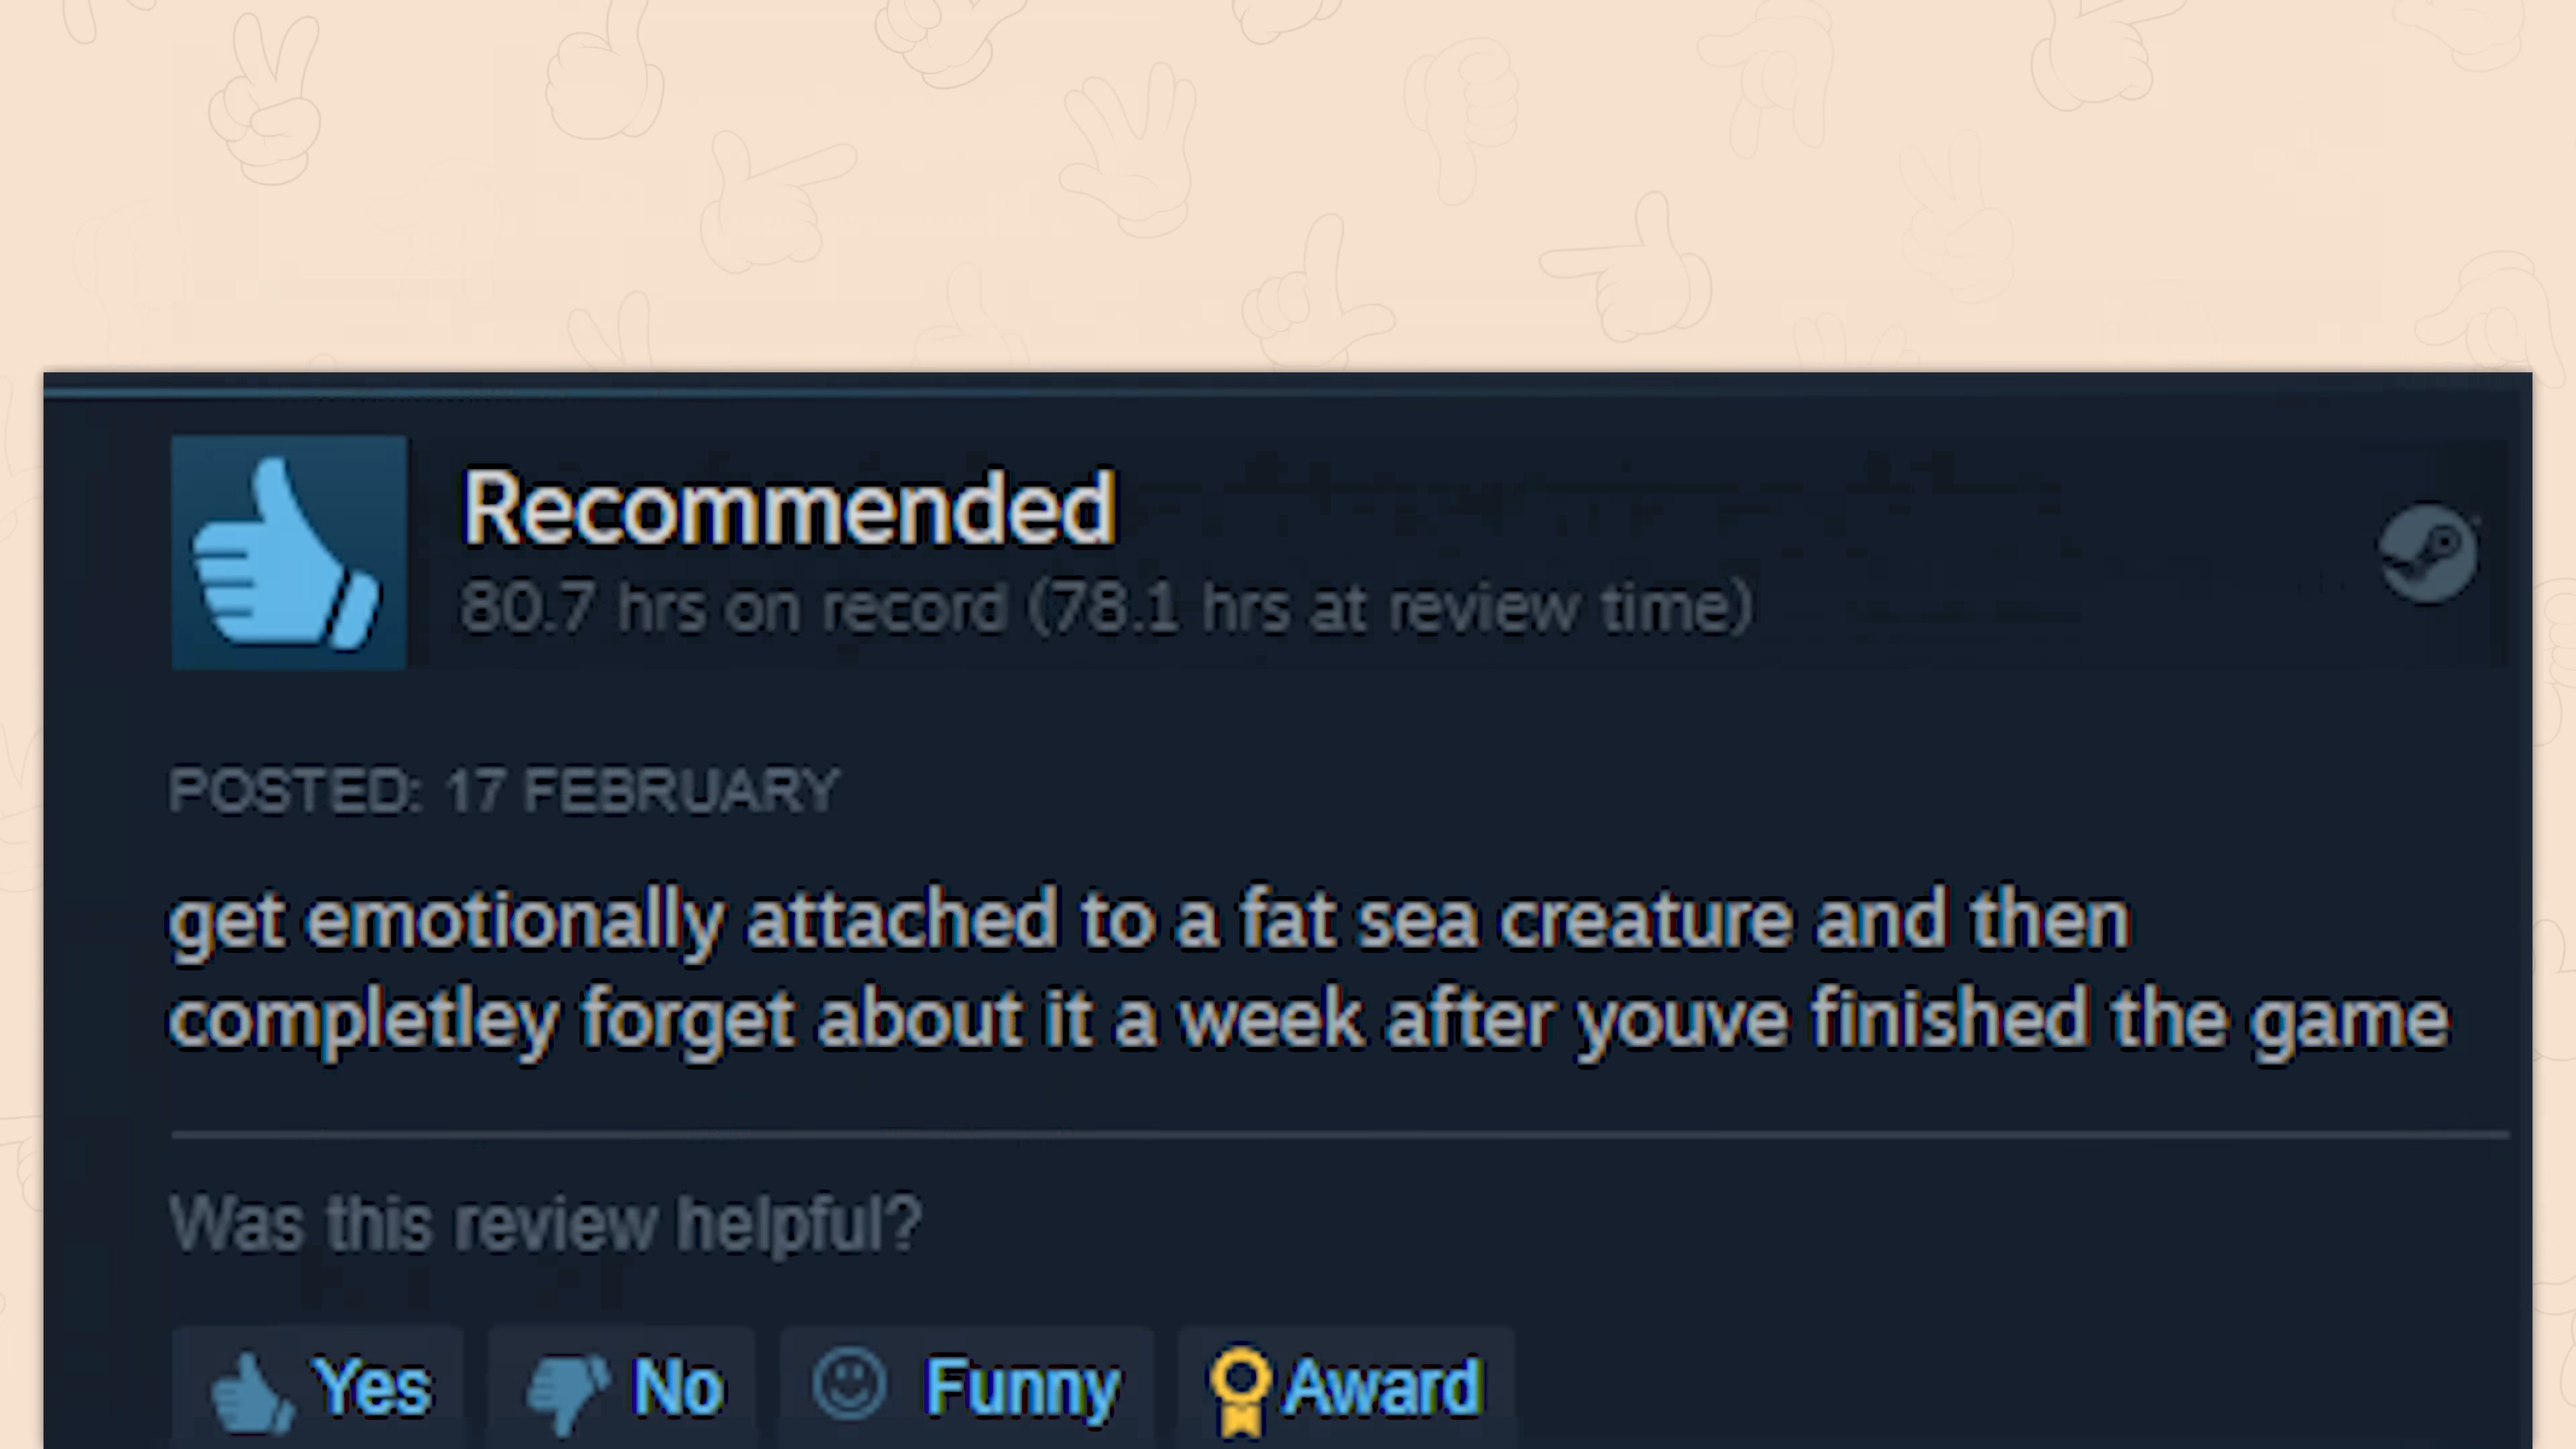 Recommended
80.7 hrs on record (78.1 hrs at review time)
POSTED: 17 FEBRUARY
get emotionally attached to a fat sea creature and then
completley forget about it a week after youve finished the game
Was this review helpful?
Yes No Funny Award